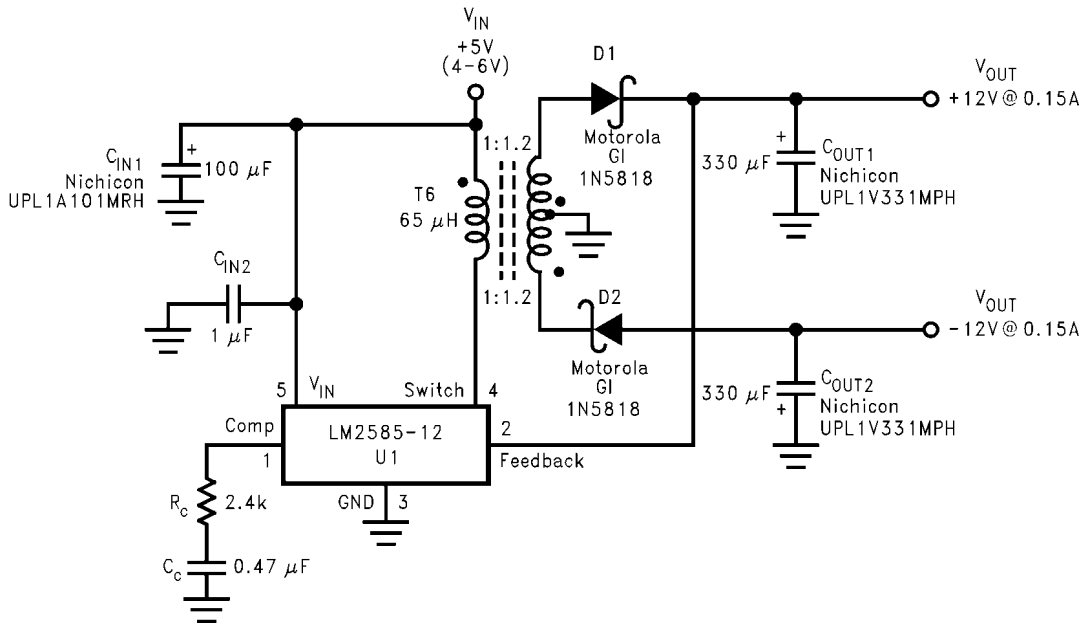 V_IN
+5V
(4-6V)
D1
V_OUT
+12V@0.15A
C_IN1
Nichicon
UPL1A101MRH
+
100 μF
1:1.2
Motorola
GI
1N5818
330 μF
+
C_OUT1
Nichicon
UPL1V331MPH
T6
65 μH
C_IN2
1 μF
1:1.2
D2
V_OUT
-12V@0.15A
Motorola
GI
1N5818
330 μF
+
C_OUT2
Nichicon
UPL1V331MPH
5
V_IN
Switch
4
Comp
1
LM2585-12
U1
2
Feedback
GND
3
R_c
2.4k
C_c
0.47 μF